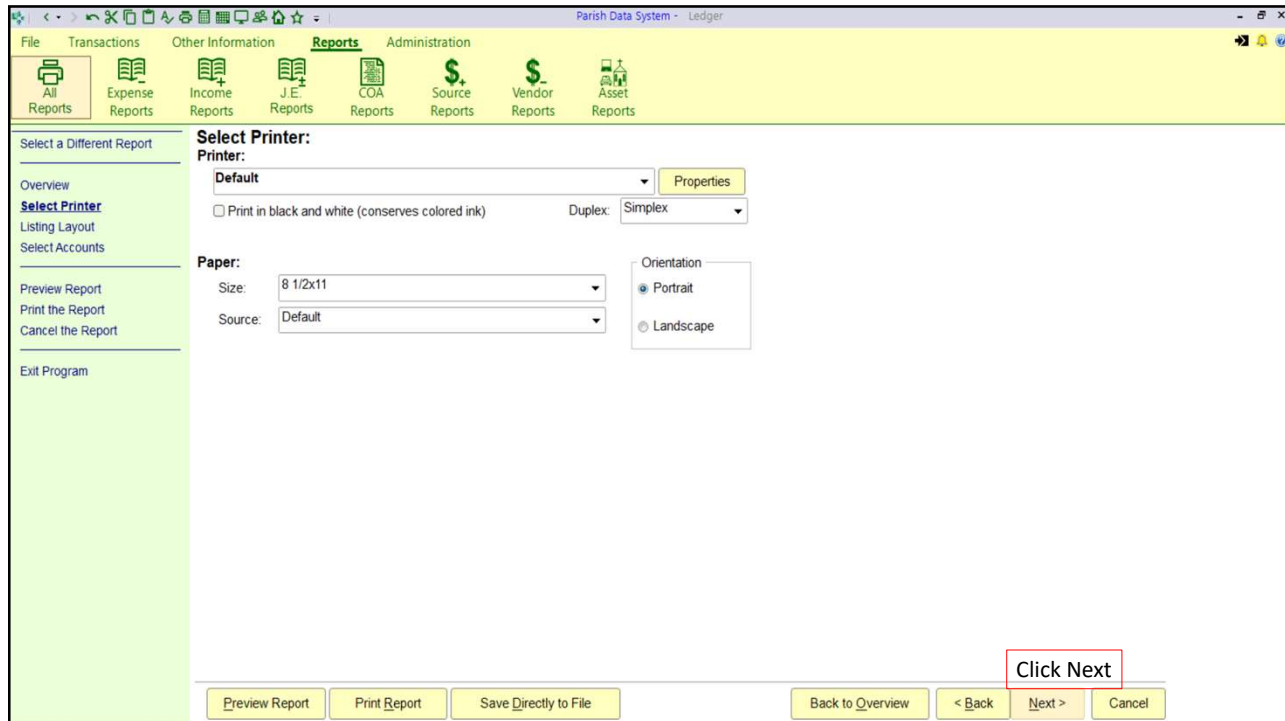 Parish Data System - Ledger
File Transactions Other Information Reports Administration
All Reports
Expense Reports
Income Reports
J.E. Reports
COA Reports
Source Reports
Vendor Reports
Asset Reports
Select a Different Report
Overview
Select Printer
Listing Layout
Select Accounts
Preview Report
Print the Report
Cancel the Report
Exit Program
Select Printer:
Printer:
Default Properties
Print in black and white (conserves colored ink) Duplex: Simplex
Paper:
Size: 8 1/2x11
Source: Default
Orientation
Portrait
Landscape
Click Next
Preview Report Print Report Save Directly to File Back to Overview < Back Next > Cancel